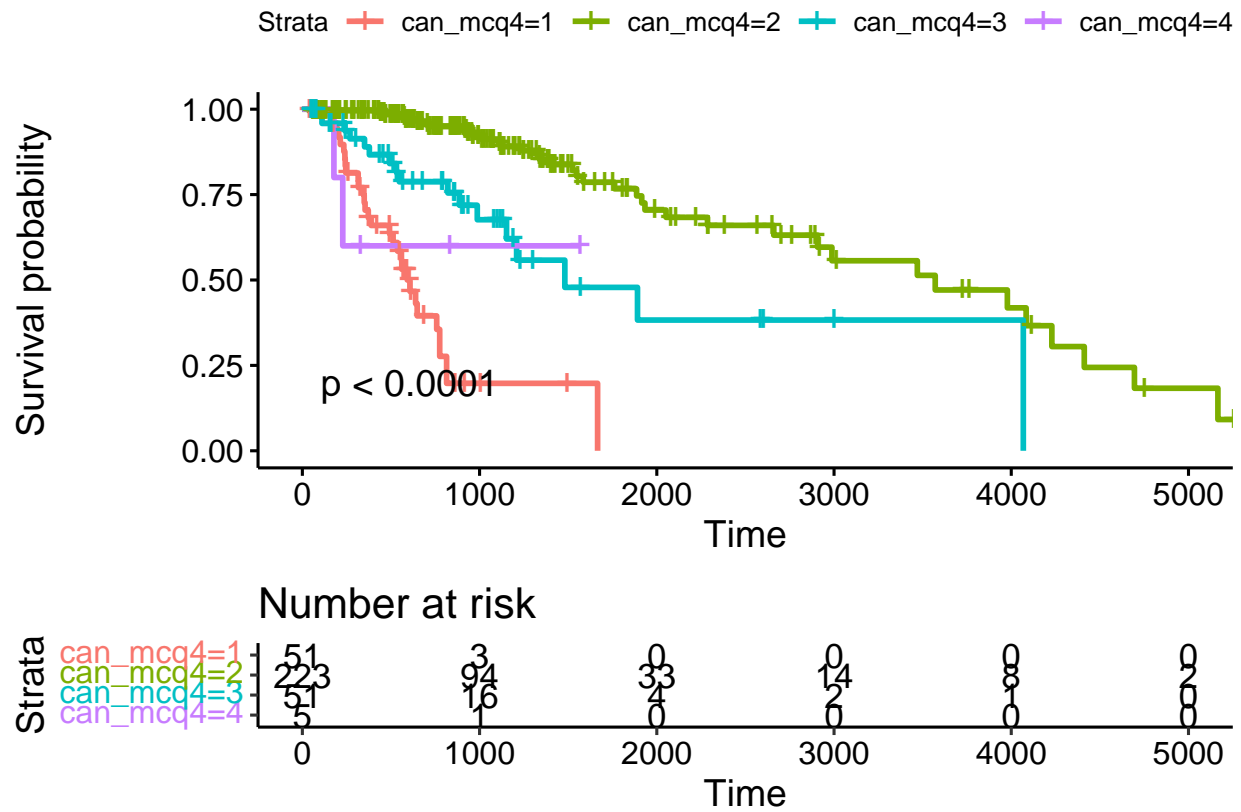 Strata can_mcq4=1 can_mcq4=2 can_mcq4=3 can_mcq4=4
Survival probability
1.00
0.75
0.50
0.25
0.00
p < 0.0001
0 1000 2000 3000 4000 5000
Time
Number at risk
Strata
can_mcq4=1 51 3 0 0 0 0
can_mcq4=2 223 94 33 14 8 2
can_mcq4=3 51 16 4 2 1 0
can_mcq4=4 5 1 0 0 0 0
0 1000 2000 3000 4000 5000
Time